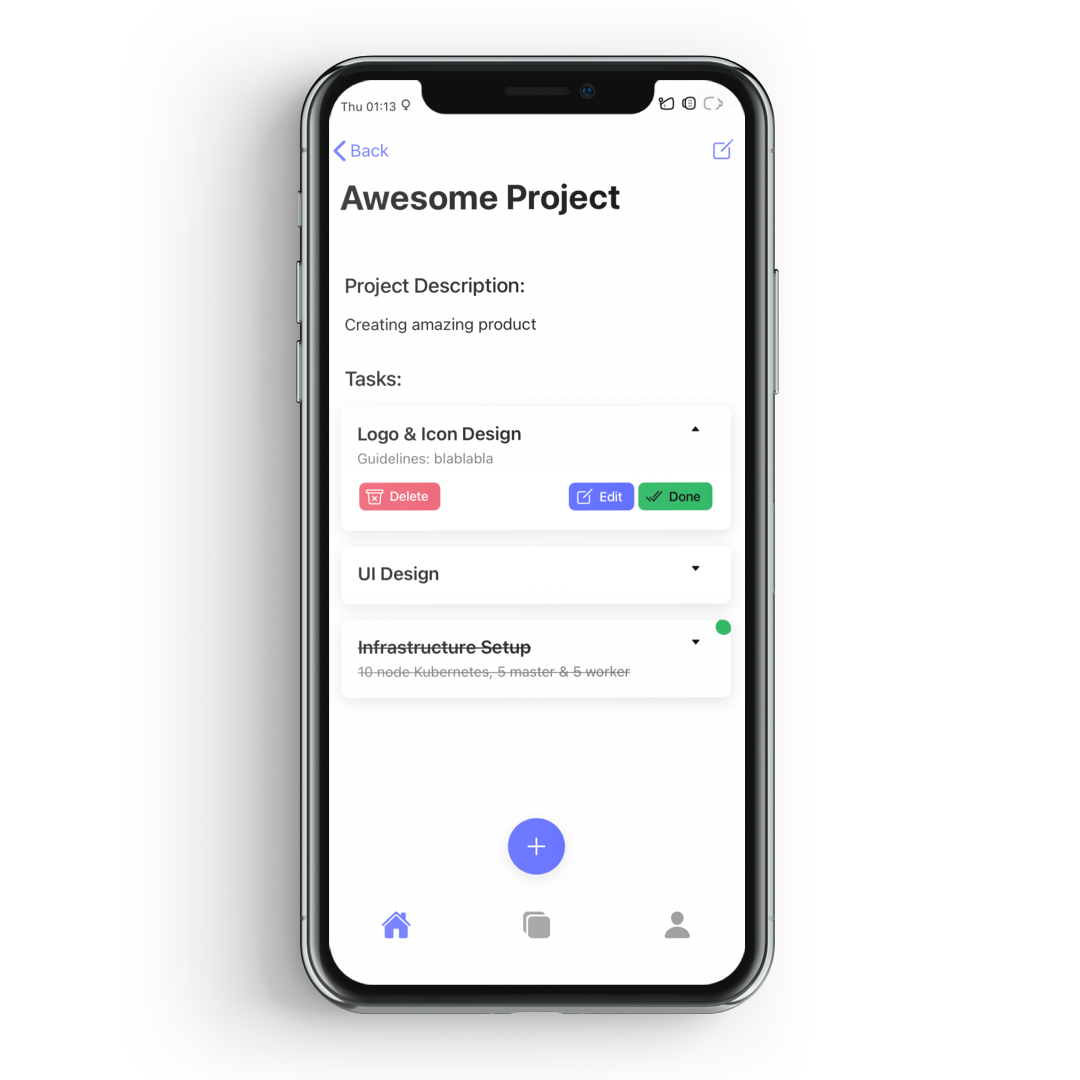 Thu 01:13
Back
Awesome Project
Project Description:
Creating amazing product
Tasks:
Logo & Icon Design
Guidelines: blablabla
Delete
Edit
Done
UI Design
Infrastructure Setup
10 node Kubernetes, 5 master & 5 worker